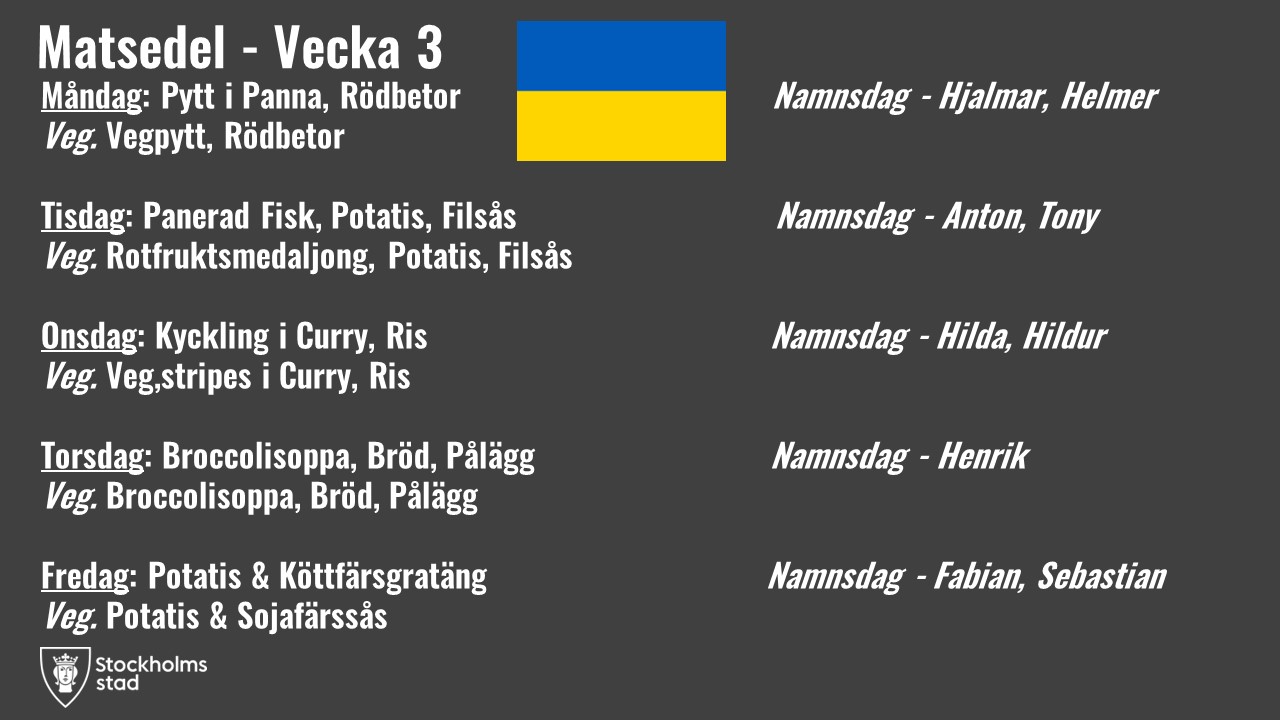 Matsedel - Vecka 3
Måndag: Pytt i Panna, Rödbetor
Namnsdag - Hjalmar, Helmer
Veg. Vegpytt, Rödbetor
Tisdag: Panerad Fisk, Potatis, Filsås
Namnsdag - Anton, Tony
Veg. Rotfruktsmedaljong, Potatis, Filsås
Onsdag: Kyckling i Curry, Ris
Namnsdag - Hilda, Hildur
Veg. Veg,stripes i Curry, Ris
Torsdag: Broccolisoppa, Bröd, Pålägg
Namnsdag - Henrik
Veg. Broccolisoppa, Bröd, Pålägg
Fredag: Potatis & Köttfärsgratäng
Namnsdag - Fabian, Sebastian
Veg. Potatis & Sojafärssås
Stockholms
stad